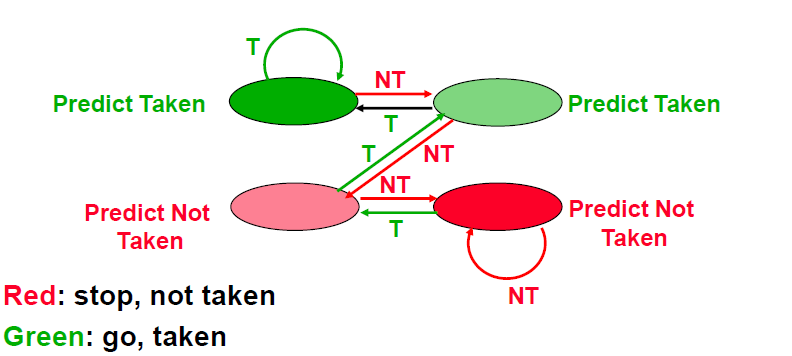 T
NT
Predict Taken
Predict Taken
T
T
NT
NT
Predict Not
Taken
Predict Not
Taken
T
NT
Red: stop, not taken
Green: go, taken